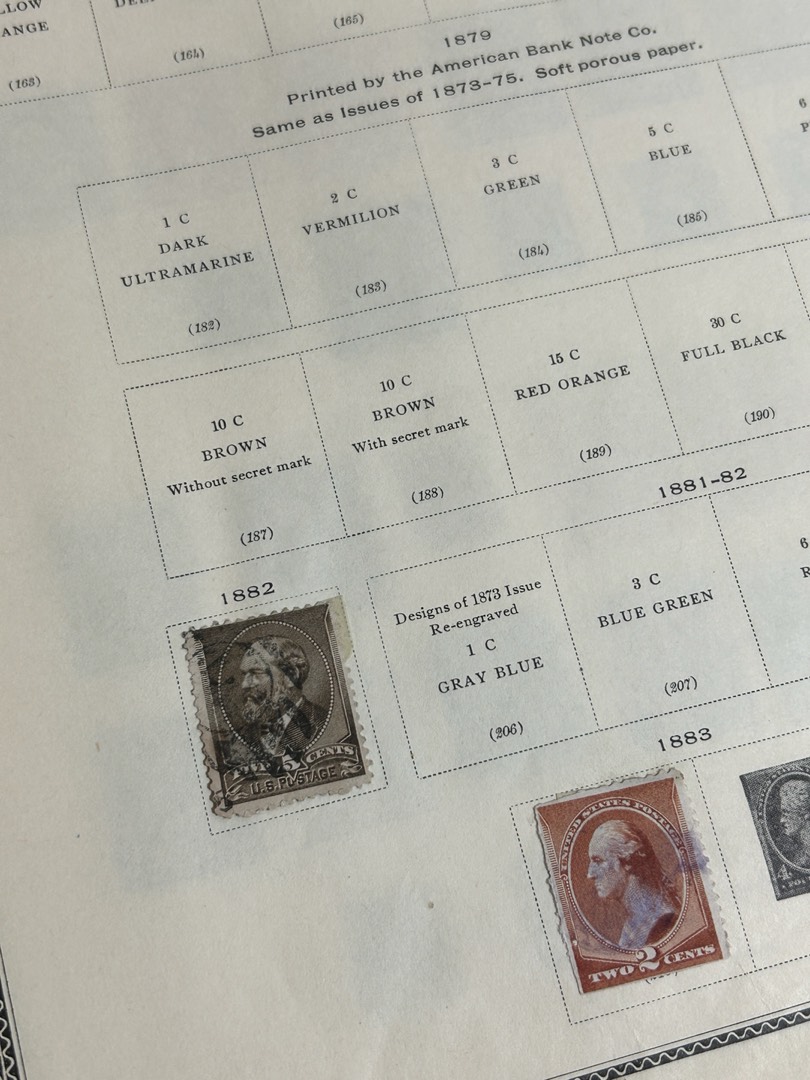 LLOW
ANGE
(163)
(164)
(165)
1879
Printed by the American Bank Note Co.
Same as Issues of 1873-75. Soft porous paper.
1 C
DARK
ULTRAMARINE
(182)
2 C
VERMILION
(183)
3 C
GREEN
(184)
5 C
BLUE
(185)
6
P
10 C
BROWN
Without secret mark
(187)
10 C
BROWN
With secret mark
(188)
15 C
RED ORANGE
(189)
30 C
FULL BLACK
(190)
1881-82
1882
CENTS
U.S. POSTAGE
Designs of 1873 Issue
Re-engraved
1 C
GRAY BLUE
(206)
3 C
BLUE GREEN
(207)
6
R
1883
UNITED STATES POSTAGE
TWO 2 CENTS
4